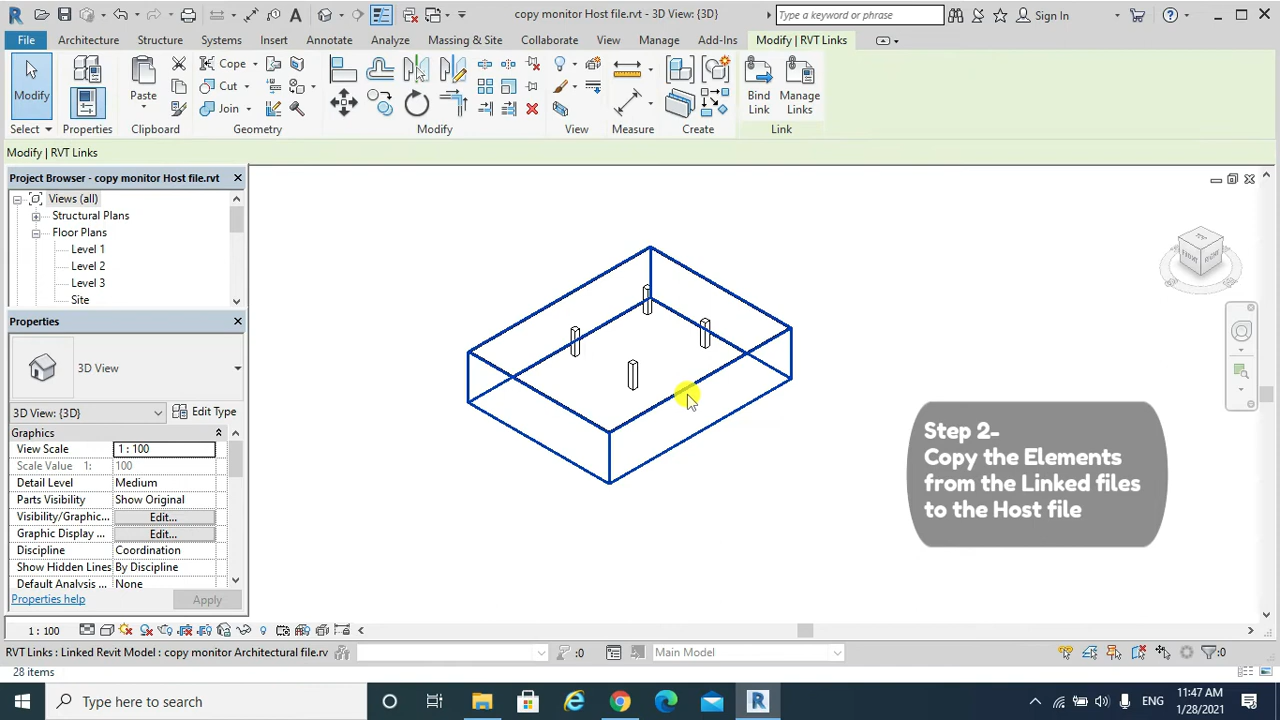 copy monitor Host file.rvt - 3D View: {3D}
Type a keyword or phrase
Sign In
File
Architecture
Structure
Systems
Insert
Annotate
Analyze
Massing & Site
Collaborate
View
Manage
Add-Ins
Modify | RVT Links
Modify
Paste
Cope
Cut
Join
Bind
Link
Manage
Links
Select
Properties
Clipboard
Geometry
Modify
View
Measure
Create
Link
Modify | RVT Links
Project Browser - copy monitor Host file.rvt
Views (all)
Structural Plans
Floor Plans
Level 1
Level 2
Level 3
Site
Properties
3D View
3D View: {3D}
Edit Type
Graphics
View Scale
1 : 100
Scale Value 1:
100
Detail Level
Medium
Parts Visibility
Show Original
Visibility/Graphic...
Edit...
Graphic Display ...
Edit...
Discipline
Coordination
Show Hidden Lines
By Discipline
Default Analysis ...
None
Properties help
Apply
Step 2-
Copy the Elements
from the Linked files
to the Host file
1 : 100
RVT Links : Linked Revit Model : copy monitor Architectural file.rv
:0
Main Model
:0
28 items
Type here to search
ENG
11:47 AM
1/28/2021